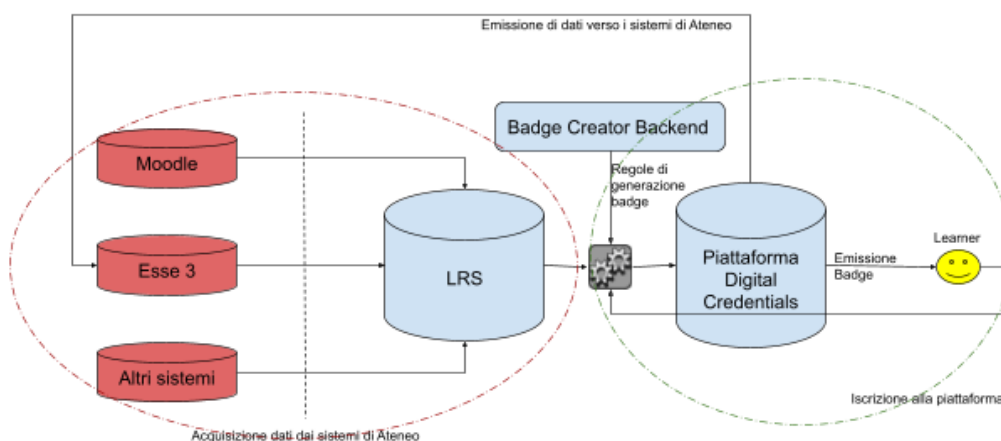 Emissione di dati verso i sistemi di Ateneo
Badge Creator Backend
Moodle
Regole di
generazione
badge
Esse 3
LRS
Piattaforma
Digital
Credentials
Emissione
Badge
Learner
Altri sistemi
Iscrizione alla piattaforma
Acquisizione dati dai sistemi di Ateneo